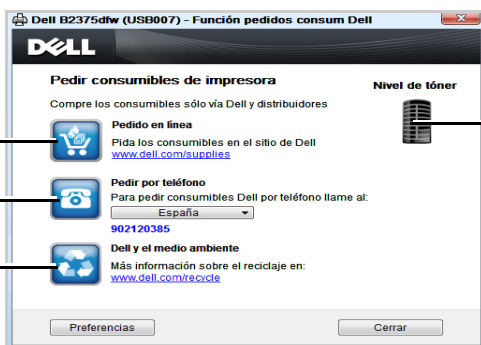 Dell B2375dfw (USB007) - Función pedidos consum Dell
DELL
Pedir consumibles de impresora
Nivel de tóner
Compre los consumibles sólo vía Dell y distribuidores
Pedido en línea
Pida los consumibles en el sitio de Dell
www.dell.com/supplies
Pedir por teléfono
Para pedir consumibles Dell por teléfono llame al:
España
902120385
Dell y el medio ambiente
Más información sobre el reciclaje en:
www.dell.com/recycle
Preferencias
Cerrar